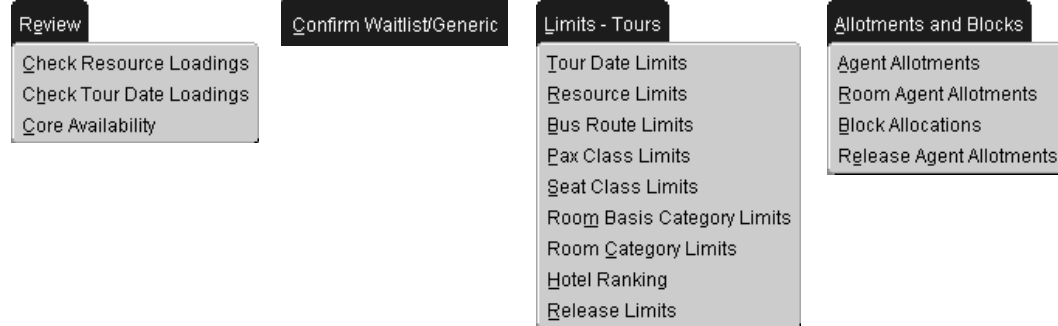 Review
Check Resource Loadings
Check Tour Date Loadings
Core Availability
Confirm Waitlist/Generic
Limits - Tours
Tour Date Limits
Resource Limits
Bus Route Limits
Pax Class Limits
Seat Class Limits
Room Basis Category Limits
Room Category Limits
Hotel Ranking
Release Limits
Allotments and Blocks
Agent Allotments
Room Agent Allotments
Block Allocations
Release Agent Allotments